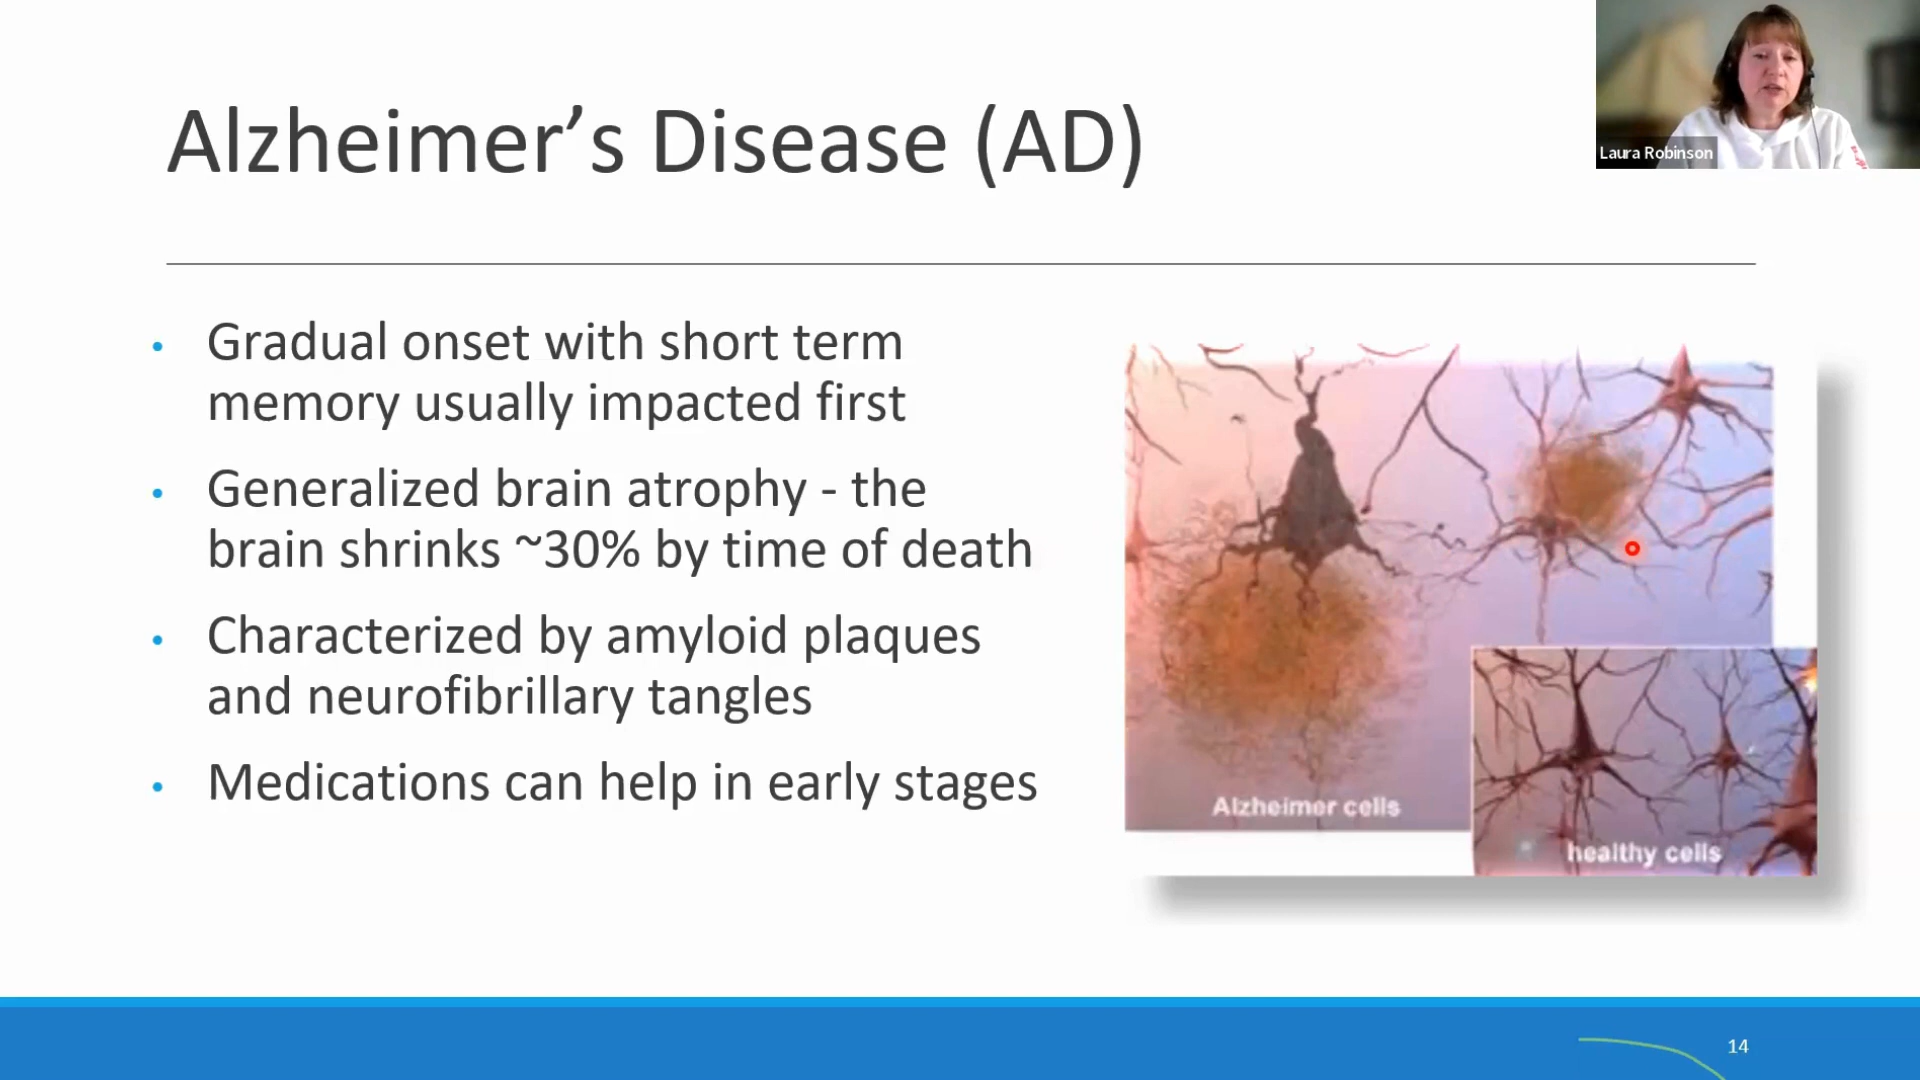 Alzheimer’s Disease (AD)
Laura Robinson
• Gradual onset with short term
memory usually impacted first
• Generalized brain atrophy - the
brain shrinks ~30% by time of death
• Characterized by amyloid plaques
and neurofibrillary tangles
• Medications can help in early stages
Alzheimer cells
healthy cells
14